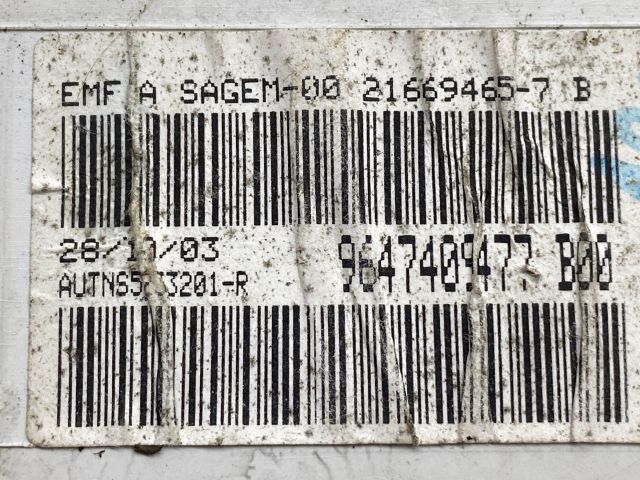 EMF A SAGEM-00 21669465-7 B
28/10/03 9647409477 B00